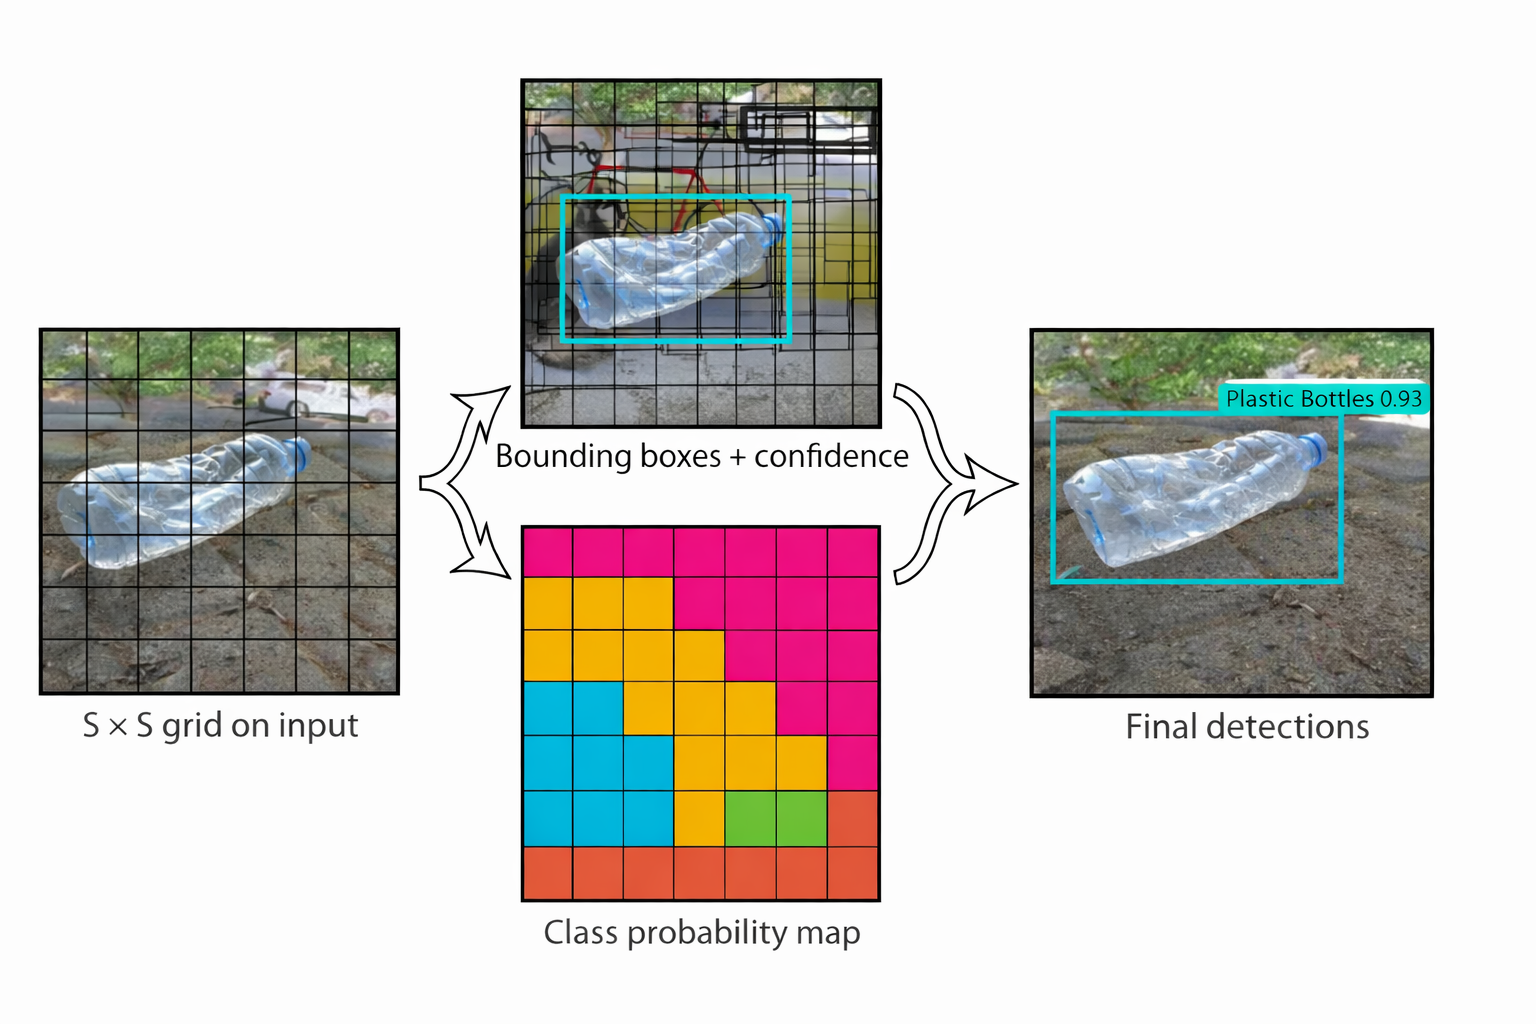 S × S grid on input
Bounding boxes + confidence
Class probability map
Plastic Bottles 0.93
Final detections